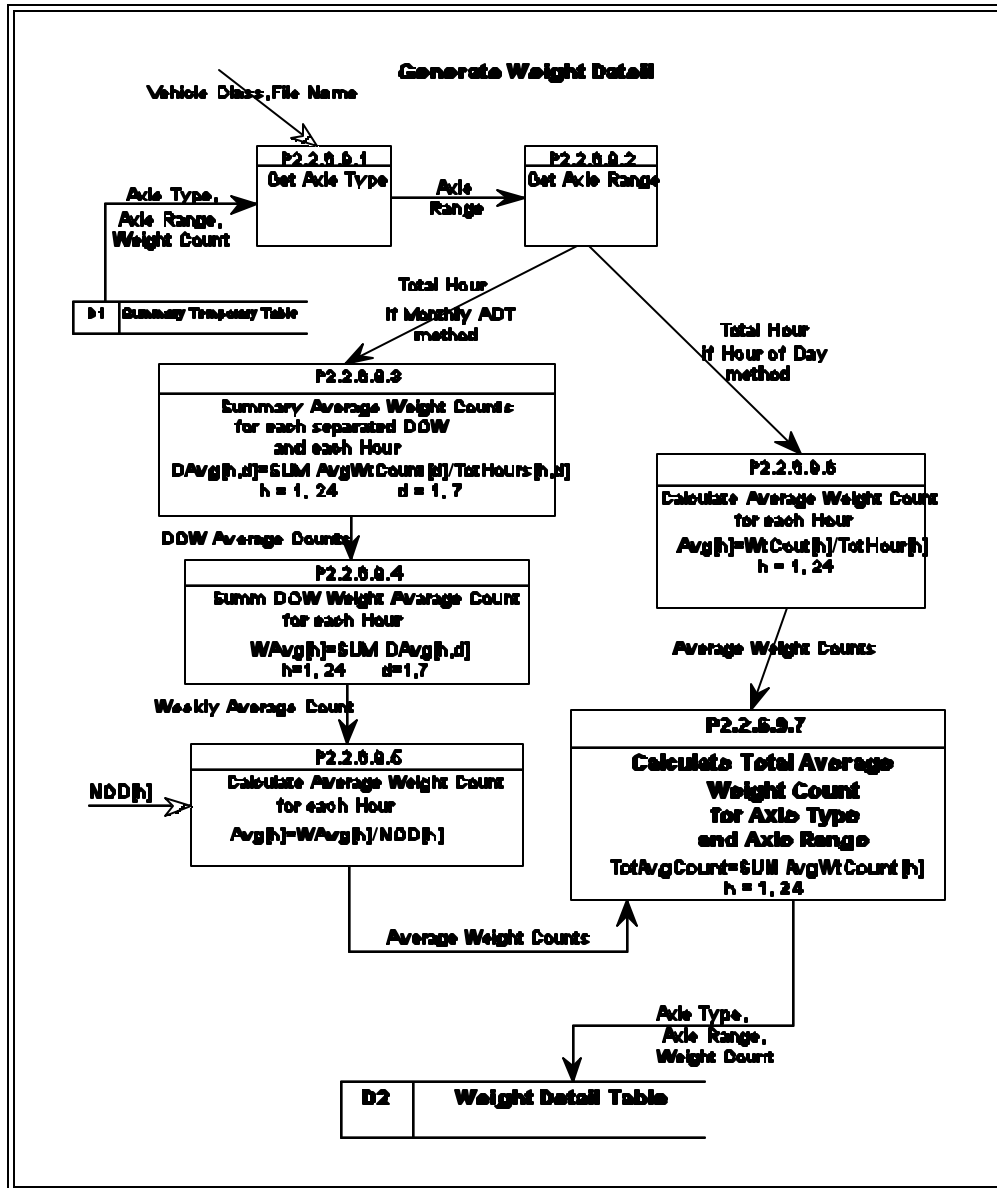 Generate Weight Detail
Vehicle Class,File Name
P2.2.6.9.1
Get Axle Type
P2.2.6.9.2
Get Axle Range
Axle
Range
Axle Type,
Axle Range,
Weight Count
D1 Summary Temporary Table
Total Hour
If Monthly ADT
method
Total Hour
If Hour of Day
method
P2.2.6.9.3
Summary Average Weight Counts
for each separated DOW
and each Hour
DAvg[h,d]=SUM AvgWtCount[d]/TotHours[h,d]
h = 1, 24 d = 1, 7
P2.2.6.9.6
Calculate Average Weight Count
for each Hour
Avg[h]=WtCout[h]/TotHour[h]
h = 1, 24
DOW Average Counts
P2.2.6.9.4
Summ DOW Weight Avarage Count
for each Hour
WAvg[h]=SUM DAvg[h,d]
h=1, 24 d=1,7
Average Weight Counts
Weekly Average Count
P2.2.6.9.5
Calculate Average Weight Count
for each Hour
Avg[h]=WAvg[h]/NOD[h]
NOD[h]
P2.2.6.9.7
Calculate Total Average
Weight Count
for Axle Type
and Axle Range
TotAvgCount=SUM AvgWtCount[h]
h = 1, 24
Average Weight Counts
Axle Type,
Axle Range,
Weight Count
D2 Weight Detail Table